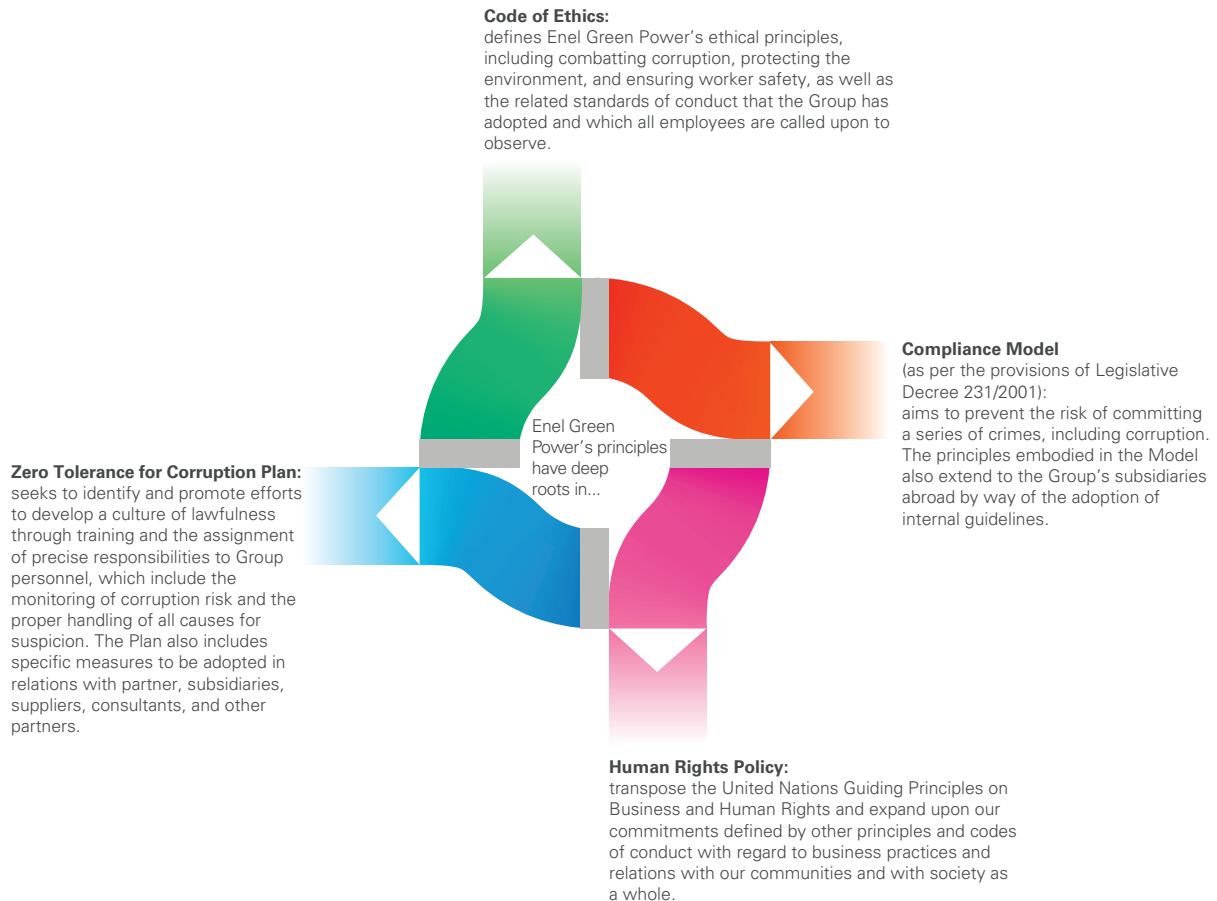 Code of Ethics:
defines Enel Green Power’s ethical principles,
including combatting corruption, protecting the
environment, and ensuring worker safety, as well as
the related standards of conduct that the Group has
adopted and which all employees are called upon to
observe.
Compliance Model
(as per the provisions of Legislative
Decree 231/2001):
aims to prevent the risk of committing
a series of crimes, including corruption.
The principles embodied in the Model
also extend to the Group’s subsidiaries
abroad by way of the adoption of
internal guidelines.
Enel Green
Power’s principles
have deep
roots in...
Zero Tolerance for Corruption Plan:
seeks to identify and promote efforts
to develop a culture of lawfulness
through training and the assignment
of precise responsibilities to Group
personnel, which include the
monitoring of corruption risk and the
proper handling of all causes for
suspicion. The Plan also includes
specific measures to be adopted in
relations with partner, subsidiaries,
suppliers, consultants, and other
partners.
Human Rights Policy:
transpose the United Nations Guiding Principles on
Business and Human Rights and expand upon our
commitments defined by other principles and codes
of conduct with regard to business practices and
relations with our communities and with society as
a whole.